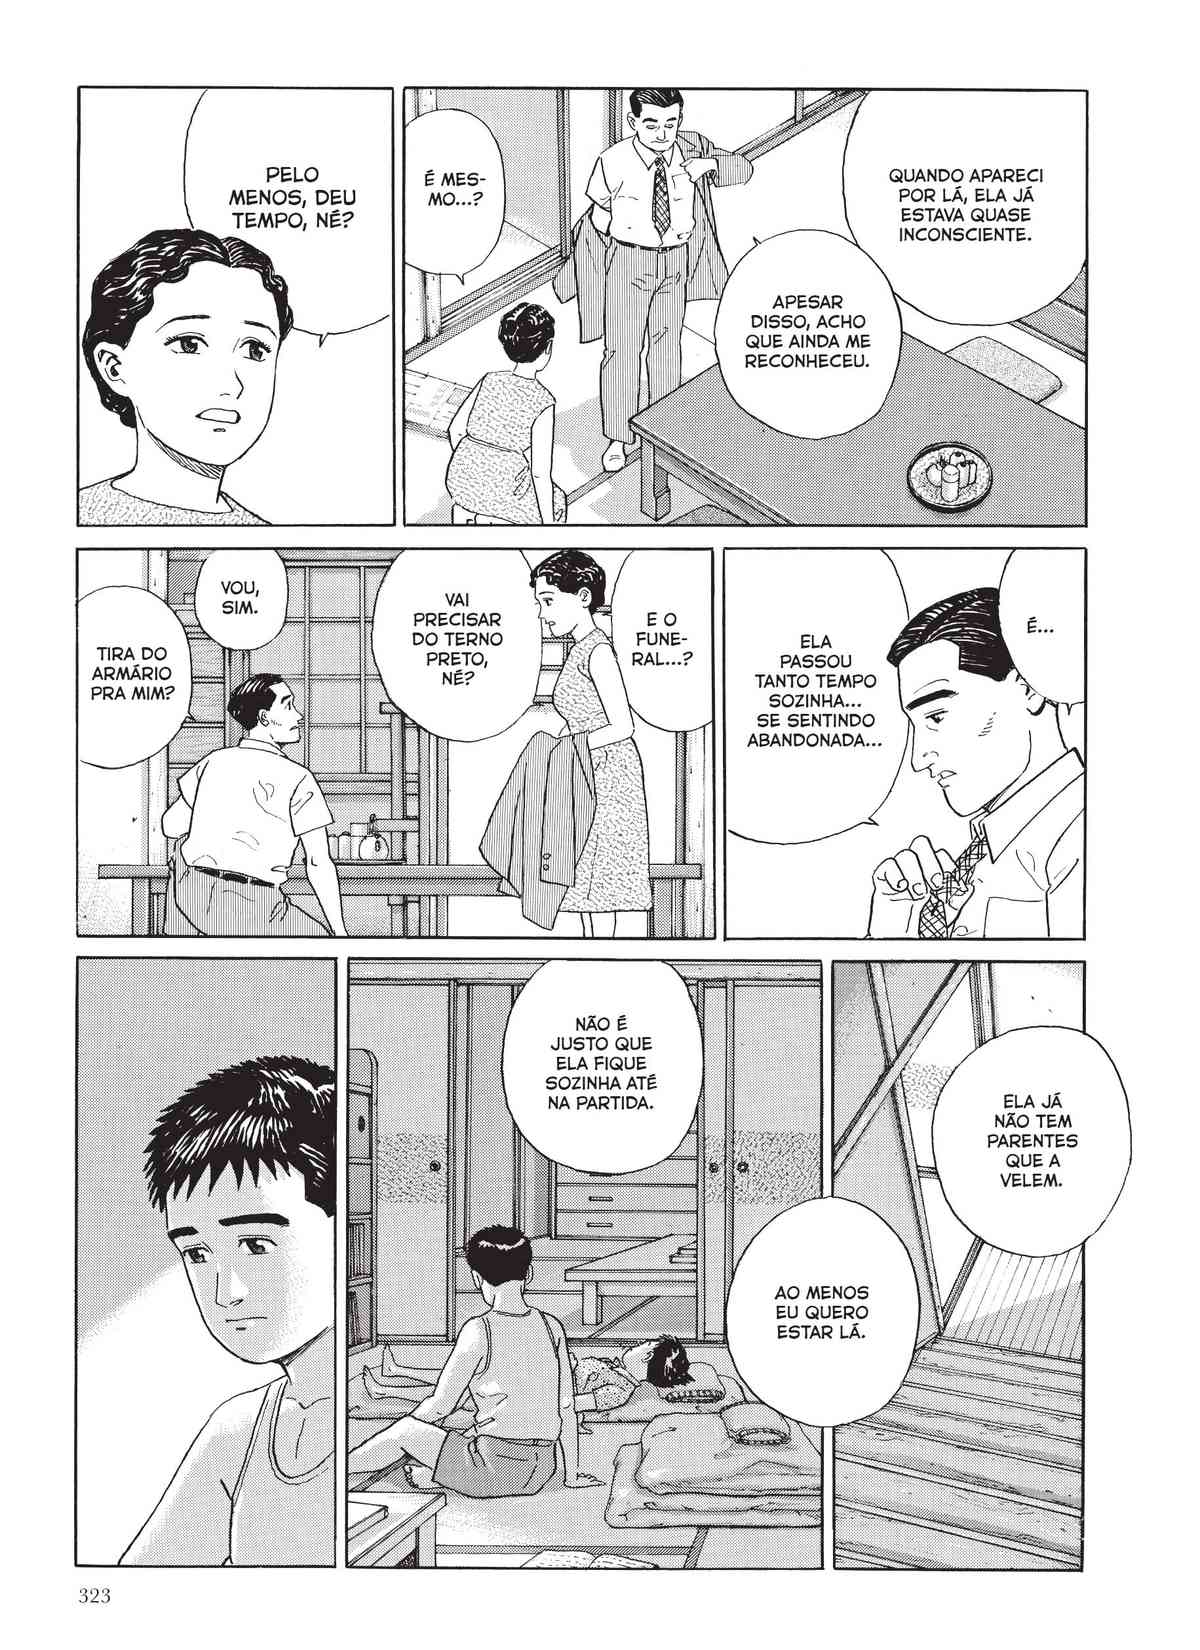 QUANDO APARECI
POR LÁ, ELA JÁ
ESTAVA QUASE
INCONSCIENTE.
APESAR
DISSO, ACHO
QUE AINDA ME
RECONHECEU.
É MES-
MO...?
PELO
MENOS, DEU
TEMPO, NÉ?
É...
ELA
PASSOU
TANTO TEMPO
SOZINHA...
SE SENTINDO
ABANDONADA...
E O
FUNE-
RAL...?
VAI
PRECISAR
DO TERNO
PRETO,
NÉ?
VOU,
SIM.
TIRA DO
ARMÁRIO
PRA MIM?
ELA JÁ
NÃO TEM
PARENTES
QUE A
VELEM.
AO MENOS
EU QUERO
ESTAR LÁ.
NÃO É
JUSTO QUE
ELA FIQUE
SOZINHA ATÉ
NA PARTIDA.
323